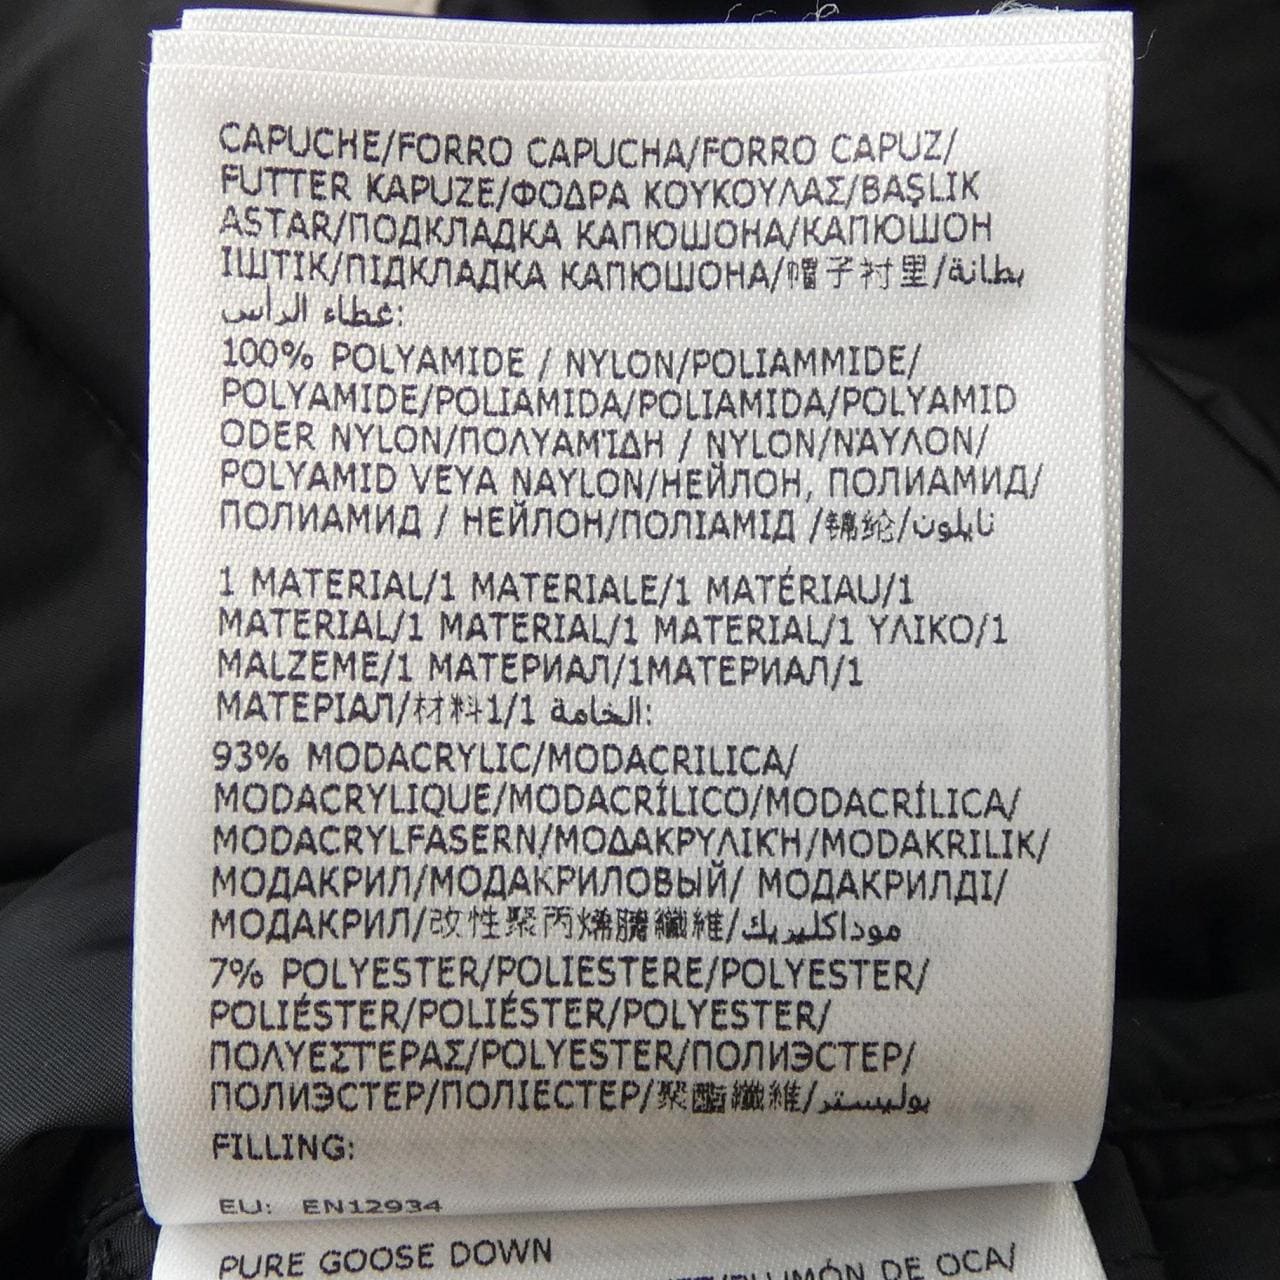 CAPUCHE/FORRO CAPUCHA/FORRO CAPUZ/
FUTTER KAPUZE/ΦΟΔΡΑ ΚΟΥΚΟΥΛΑΣ/BAŞLIK
ASTAR/ПОДКЛАДКА КАПЮШОНА/КАПЮШОН
ІШТІК/ПІДКЛАДКА КАПЮШОНА/帽子衬里/بطانة
غطاء الرأس:
100% POLYAMIDE / NYLON/POLIAMMIDE/
POLYAMIDE/POLIAMIDA/POLIAMIDA/POLYAMID
ODER NYLON/ΠΟΛΥΑΜΊΔΗ / NYLON/ΝΆΥΛΟΝ/
POLYAMID VEYA NAYLON/НЕЙЛОН, ПОЛИАМИД/
ПОЛИАМИД / НЕЙЛОН/ПОЛІАМІД /锦纶/نايلون
1 MATERIAL/1 MATERIALE/1 MATÉRIAU/1
MATERIAL/1 MATERIAL/1 MATERIAL/1 ΥΛΙΚΟ/1
MALZEME/1 МАТЕРИАЛ/1МАТЕРИАЛ/1
МАТЕРІАЛ/材料1/1 الخامة:
93% MODACRYLIC/MODACRILICA/
MODACRYLIQUE/MODACRÍLICO/MODACRÍLICA/
MODACRYLFASERN/ΜΟΔΑΚΡΥΛΙΚΉ/MODAKRILIK/
МОДАКРИЛ/МОДАКРИЛОВЫЙ/ МОДАКРИЛДІ/
МОДАКРИЛ/改性聚丙烯腈纖維/موداكليريك
7% POLYESTER/POLIESTERE/POLYESTER/
POLIÉSTER/POLIÉSTER/POLYESTER/
ΠΟΛΥΕΣΤΈΡΑΣ/POLYESTER/ПОЛИЭСТЕР/
ПОЛИЭСТЕР/ПОЛІЕСТЕР/聚酯纖維/بوليستر
FILLING:
EU: EN12934
PURE GOOSE DOWN
DE OCA/